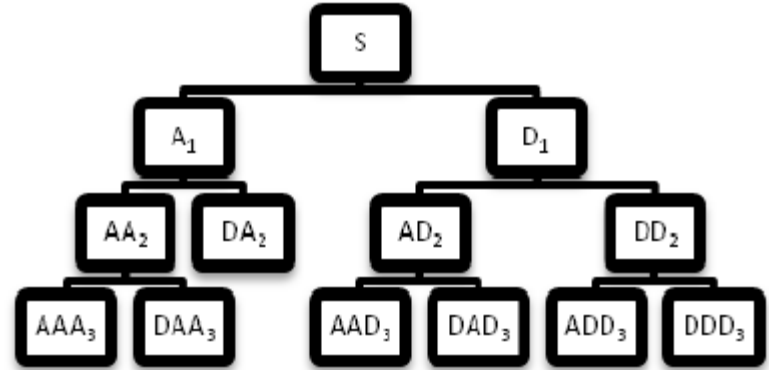 S
A₁ D₁
AA₂ DA₂ AD₂ DD₂
AAA₃ DAA₃ AAD₃ DAD₃ ADD₃ DDD₃